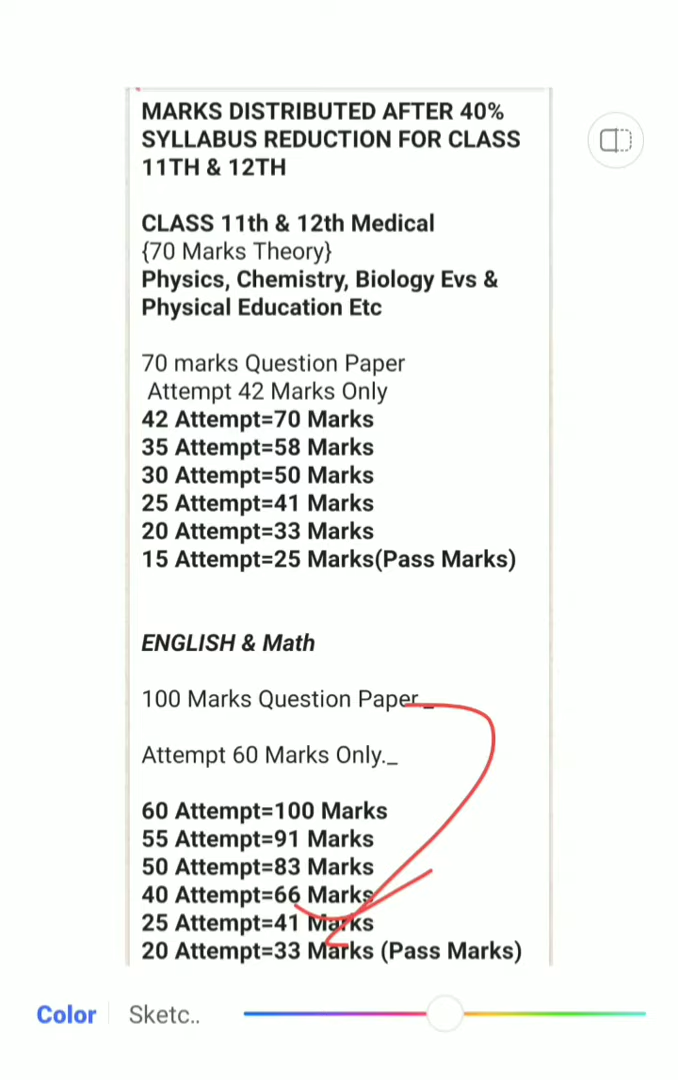 MARKS DISTRIBUTED AFTER 40%
SYLLABUS REDUCTION FOR CLASS
11TH & 12TH
CLASS 11th & 12th Medical
{70 Marks Theory}
Physics, Chemistry, Biology Evs &
Physical Education Etc
70 marks Question Paper
Attempt 42 Marks Only
42 Attempt=70 Marks
35 Attempt=58 Marks
30 Attempt=50 Marks
25 Attempt=41 Marks
20 Attempt=33 Marks
15 Attempt=25 Marks(Pass Marks)
ENGLISH & Math
100 Marks Question Paper_
Attempt 60 Marks Only._
60 Attempt=100 Marks
55 Attempt=91 Marks
50 Attempt=83 Marks
40 Attempt=66 Marks
25 Attempt=41 Marks
20 Attempt=33 Marks (Pass Marks)
Color Sketc..